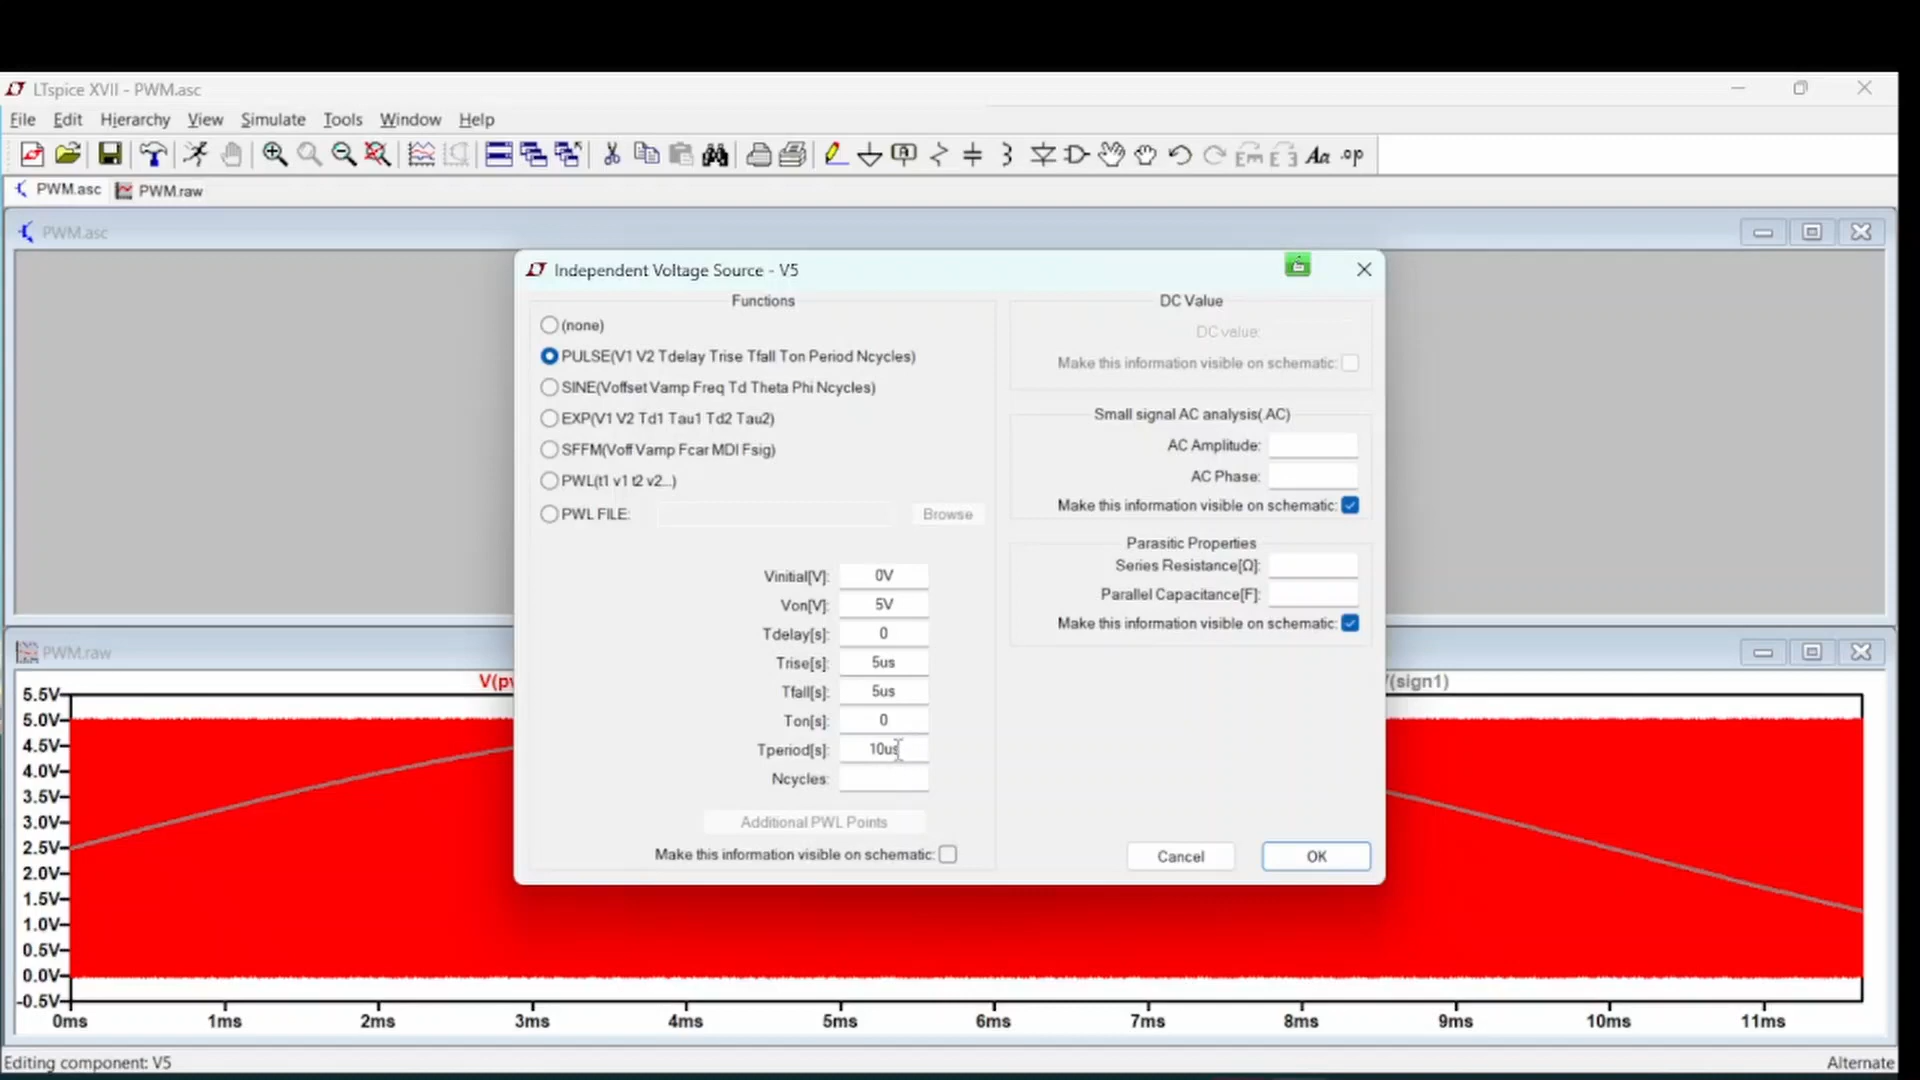 LTspice XVII - PWM.asc
File Edit Hierarchy View Simulate Tools Window Help
Aa .op
PWM.asc PWM.raw
PWM.asc
Independent Voltage Source - V5
Functions
(none)
PULSE(V1 V2 Tdelay Trise Tfall Ton Period Ncycles)
SINE(Voffset Vamp Freq Td Theta Phi Ncycles)
EXP(V1 V2 Td1 Tau1 Td2 Tau2)
SFFM(Voff Vamp Fcar MDI Fsig)
PWL(t1 v1 t2 v2...)
PWL FILE: Browse
Vinitial[V]: 0V
Von[V]: 5V
Tdelay[s]: 0
Trise[s]: 5us
Tfall[s]: 5us
Ton[s]: 0
Tperiod[s]: 10us
Ncycles:
Additional PWL Points
Make this information visible on schematic:
DC Value
DC value:
Make this information visible on schematic:
Small signal AC analysis(.AC)
AC Amplitude:
AC Phase:
Make this information visible on schematic:
Parasitic Properties
Series Resistance[Ω]:
Parallel Capacitance[F]:
Make this information visible on schematic:
Cancel OK
PWM.raw
V(sign1)
5.5V
5.0V
4.5V
4.0V
3.5V
3.0V
2.5V
2.0V
1.5V
1.0V
0.5V
0.0V
-0.5V
0ms 1ms 2ms 3ms 4ms 5ms 6ms 7ms 8ms 9ms 10ms 11ms
Editing component: V5 Alternate